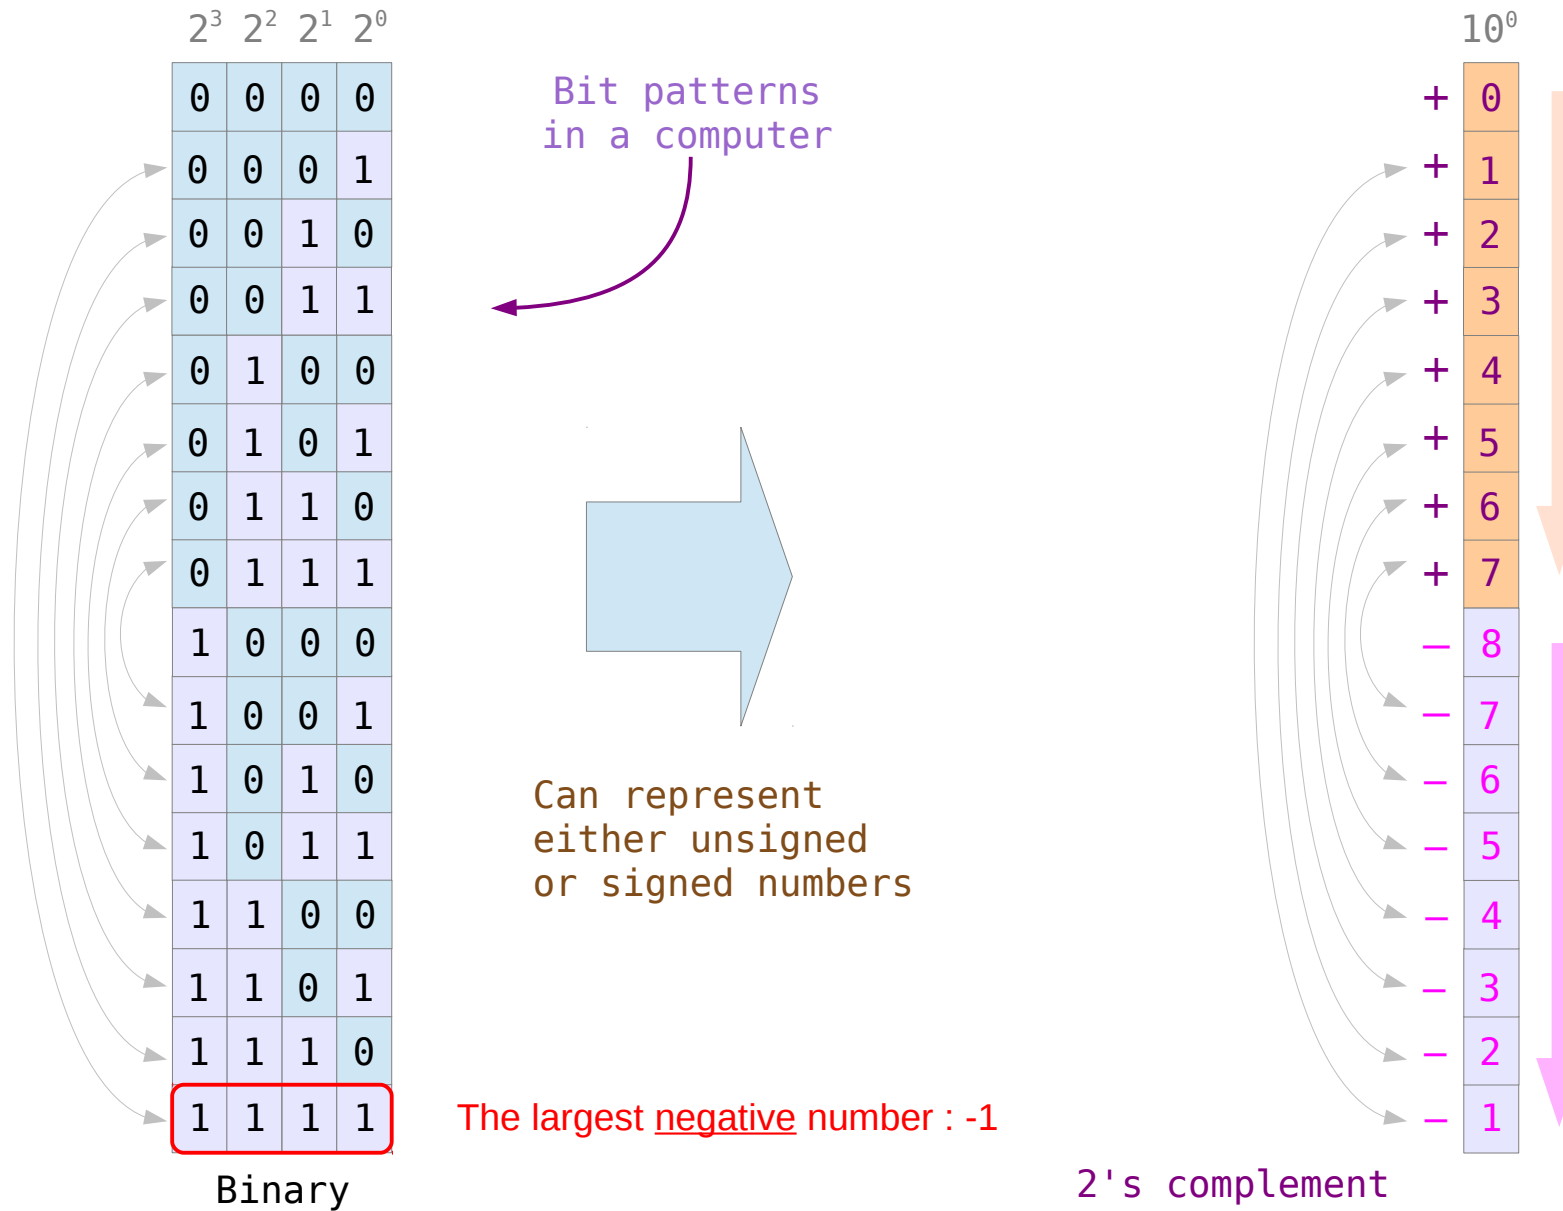 2³ 2² 2¹ 2⁰ 10⁰
0 0 0 0 + 0
Bit patterns
in a computer
0 0 0 1 + 1
0 0 1 0 + 2
0 0 1 1 + 3
0 1 0 0 + 4
0 1 0 1 + 5
0 1 1 0 + 6
0 1 1 1 + 7
1 0 0 0 – 8
1 0 0 1 – 7
1 0 1 0 – 6
Can represent
either unsigned
or signed numbers
1 0 1 1 – 5
1 1 0 0 – 4
1 1 0 1 – 3
1 1 1 0 – 2
1 1 1 1 The largest negative number : -1 – 1
Binary 2's complement